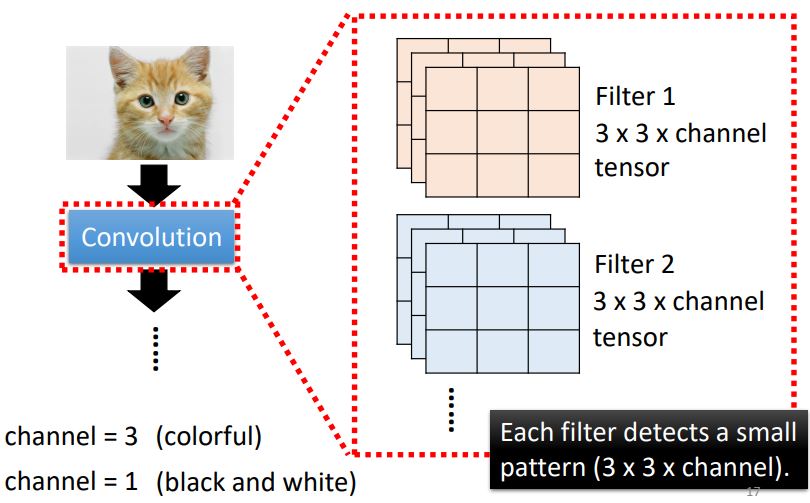 Convolution
channel = 3 (colorful)
channel = 1 (black and white)
Filter 1
3 x 3 x channel
tensor
Filter 2
3 x 3 x channel
tensor
Each filter detects a small
pattern (3 x 3 x channel).
17